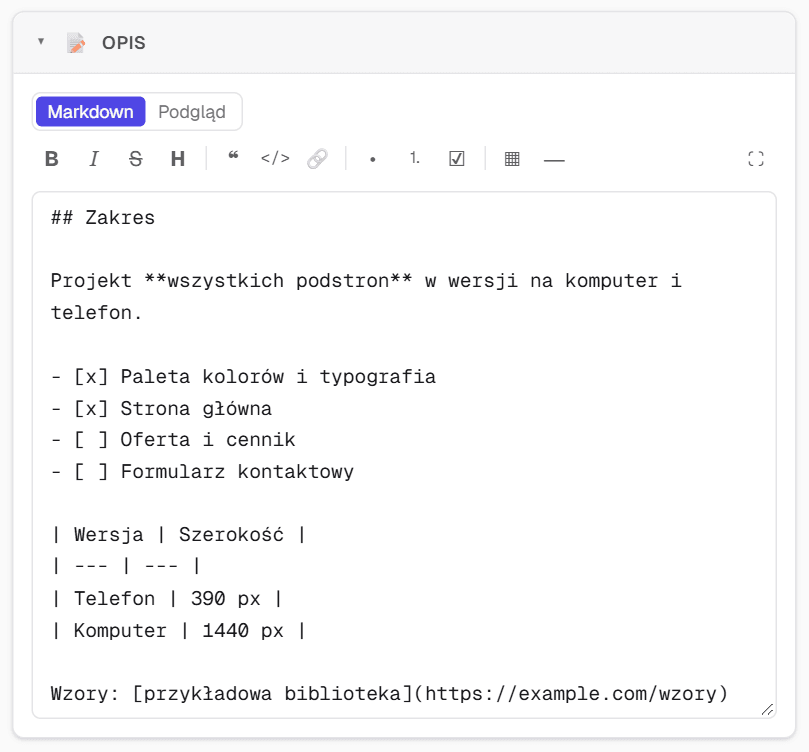 OPIS
Markdown Podgląd
B I S H ❝ </> • 1.
## Zakres
Projekt **wszystkich podstron** w wersji na komputer i
telefon.
- [x] Paleta kolorów i typografia
- [x] Strona główna
- [ ] Oferta i cennik
- [ ] Formularz kontaktowy
| Wersja | Szerokość |
| --- | --- |
| Telefon | 390 px |
| Komputer | 1440 px |
Wzory: [przykładowa biblioteka](https://example.com/wzory)